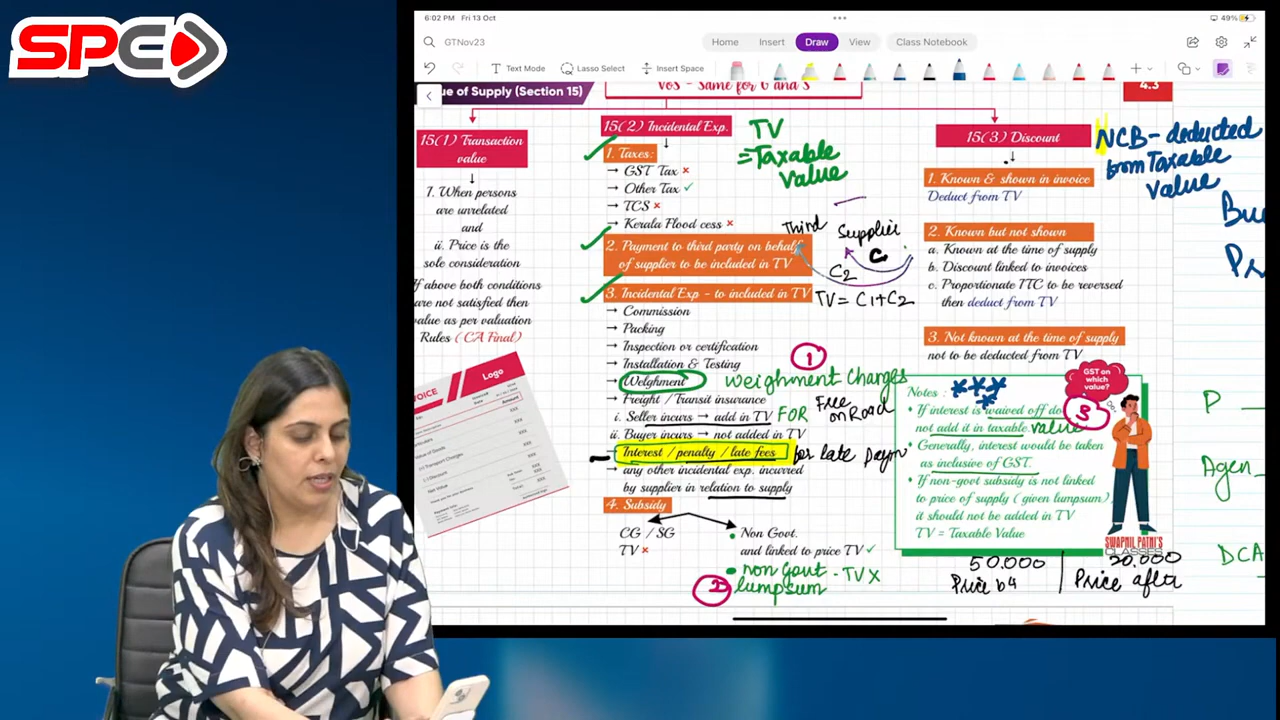 SPC
6:02 PM Fri 13 Oct
49%
GTNov23
Home
Insert
Draw
View
Class Notebook
Text Mode
Lasso Select
Insert Space
ue of Supply (Section 15)
VoS - Same for G and S
4.3
15(1) Transaction
value
1. When persons
are unrelated
and
ii. Price is the
sole consideration
If above both conditions
are not satisfied then
value as per valuation
Rules ( CA Final)
VOICE
Logo
15(2) Incidental Exp.
1. Taxes:
→ GST Tax ×
→ Other Tax ✓
→ TCS ×
→ Kerala Flood cess ×
2. Payment to third party on behalf
of supplier to be included in TV
3. Incidental Exp - to included in TV
→ Commission
→ Packing
→ Inspection or certification
→ Installation & Testing
→ Weighment
weighment charges
→ Freight / Transit insurance
i. Seller incurs → add in TV
FOR
Free
on Road
ii. Buyer incurs → not added in TV
→ Interest / penalty / late fees
for late paym
→ any other incidental exp. incurred
by supplier in relation to supply
4. Subsidy
CG / SG
TV ×
Non Govt.
and linked to price TV ✓
non Govt - TV X
lumpsum
1
2
TV
= Taxable
Value
Third
Supplier
C
C2
TV = C1+C2
15(3) Discount
1. Known & shown in invoice
Deduct from TV
2. Known but not shown
a. Known at the time of supply
b. Discount linked to invoices
c. Proportionate ITC to be reversed
then deduct from TV
3. Not known at the time of supply
not to be deducted from TV
Notes :
• If interest is waived off do
not add it in taxable value
• Generally, interest would be taken
as inclusive of GST.
• If non-govt subsidy is not linked
to price of supply ( given lumpsum)
it should not be added in TV
TV = Taxable Value
GST on
which
value?
3
SWAPNIL PATNI'S
CLASSES
50,000
Price b4
20,000
Price after
NCB - deducted
from Taxable
Value
P
Agen
DCA